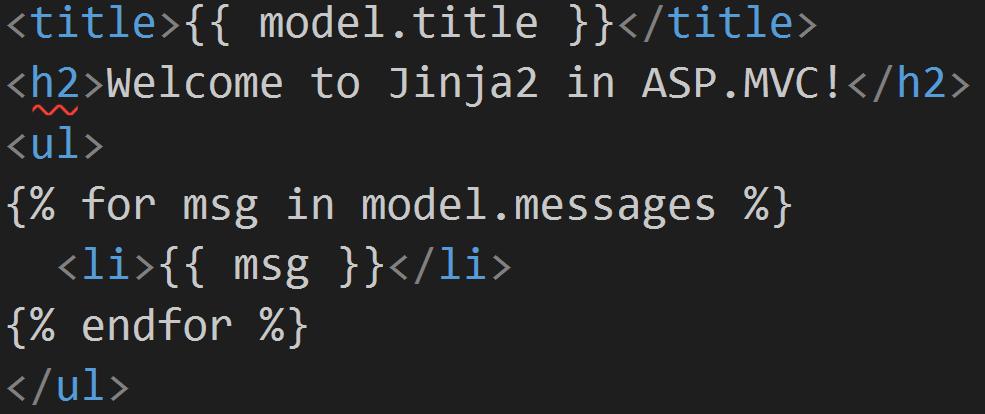 <title>{{ model.title }}</title>
<h2>Welcome to Jinja2 in ASP.MVC!</h2>
<ul>
{% for msg in model.messages %}
  <li>{{ msg }}</li>
{% endfor %}
</ul>